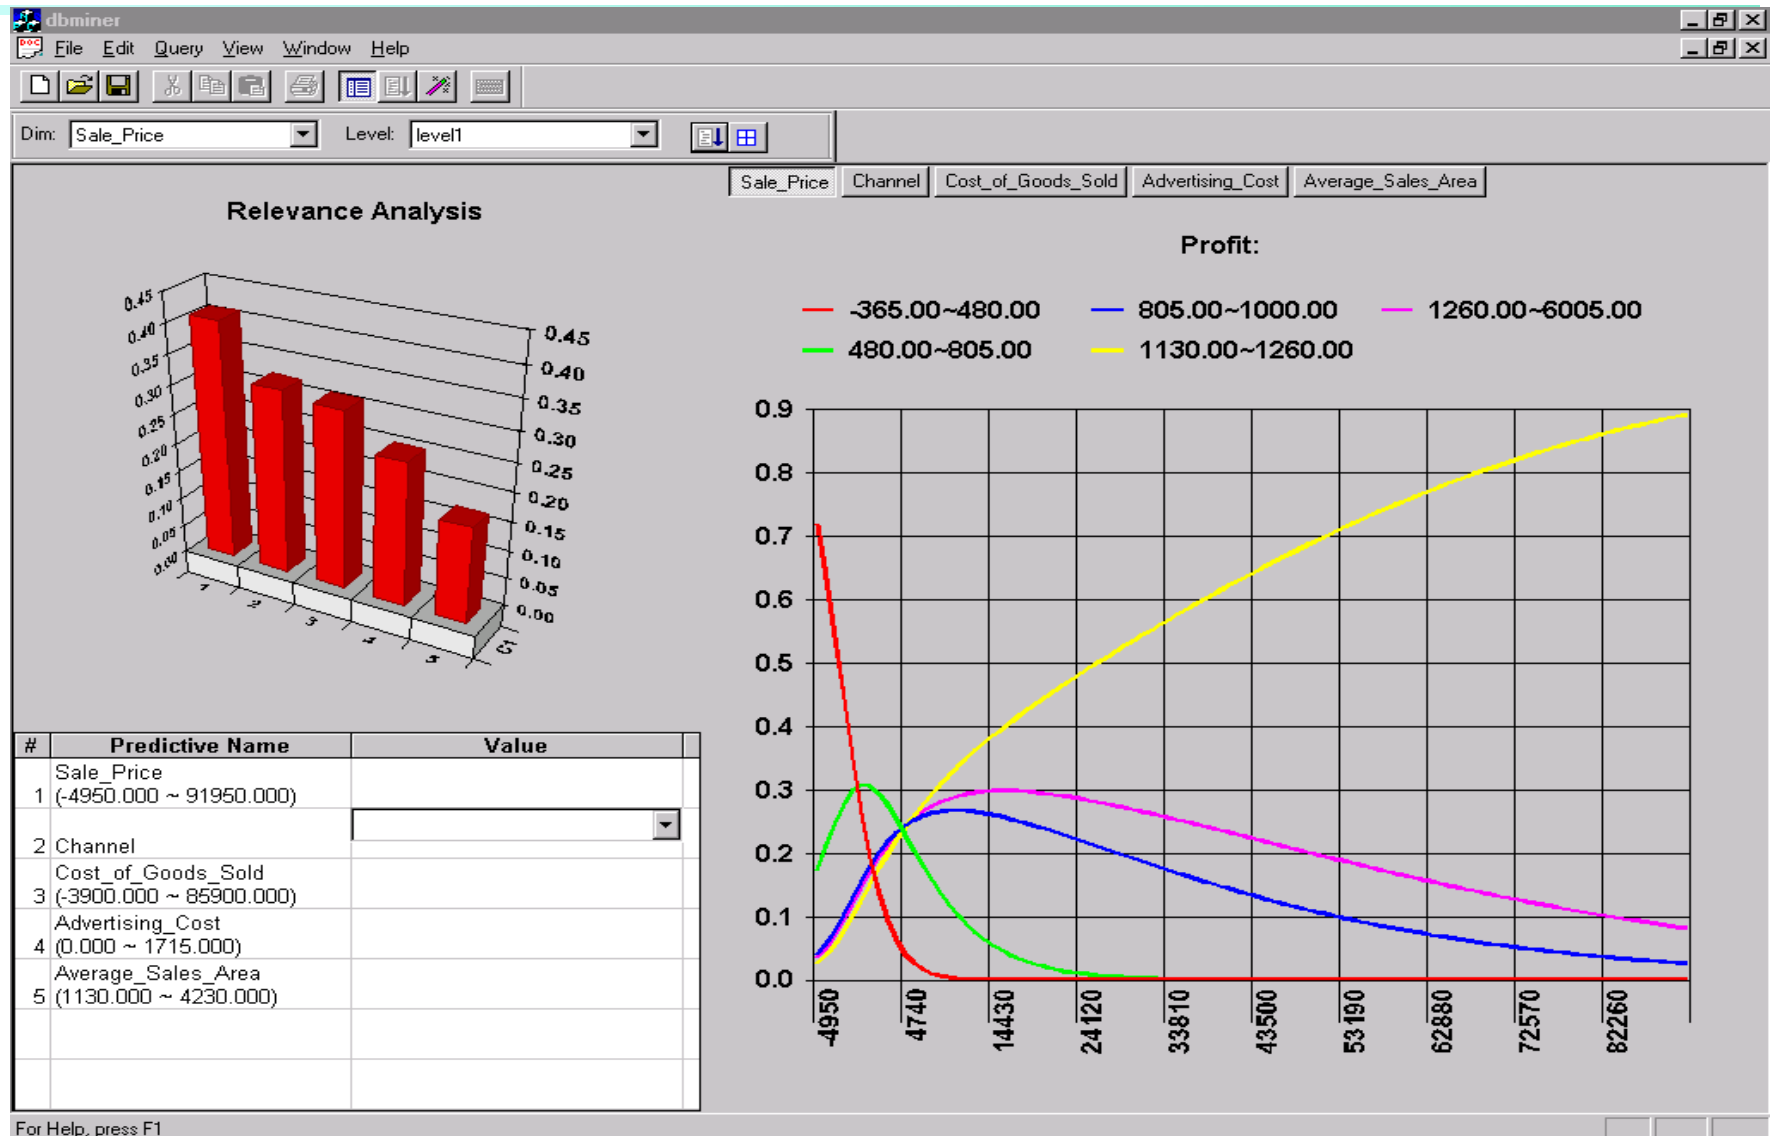 dbminer
File Edit Query View Window Help
Dim: Sale_Price Level: level1
Sale_Price Channel Cost_of_Goods_Sold Advertising_Cost Average_Sales_Area
Relevance Analysis
0.45
0.40
0.35
0.30
0.25
0.20
0.15
0.10
0.05
0.00
0.45
0.40
0.35
0.30
0.25
0.20
0.15
0.10
0.05
0.00
1 2 3 4 5
Profit:
-365.00~480.00 805.00~1000.00 1260.00~6005.00
480.00~805.00 1130.00~1260.00
0.9
0.8
0.7
0.6
0.5
0.4
0.3
0.2
0.1
0.0
-4950 4740 14430 24120 33810 43500 53190 62880 72570 82260
# Predictive Name Value
Sale_Price
1 (-4950.000 ~ 91950.000)
2 Channel
Cost_of_Goods_Sold
3 (-3900.000 ~ 85900.000)
Advertising_Cost
4 (0.000 ~ 1715.000)
Average_Sales_Area
5 (1130.000 ~ 4230.000)
For Help, press F1